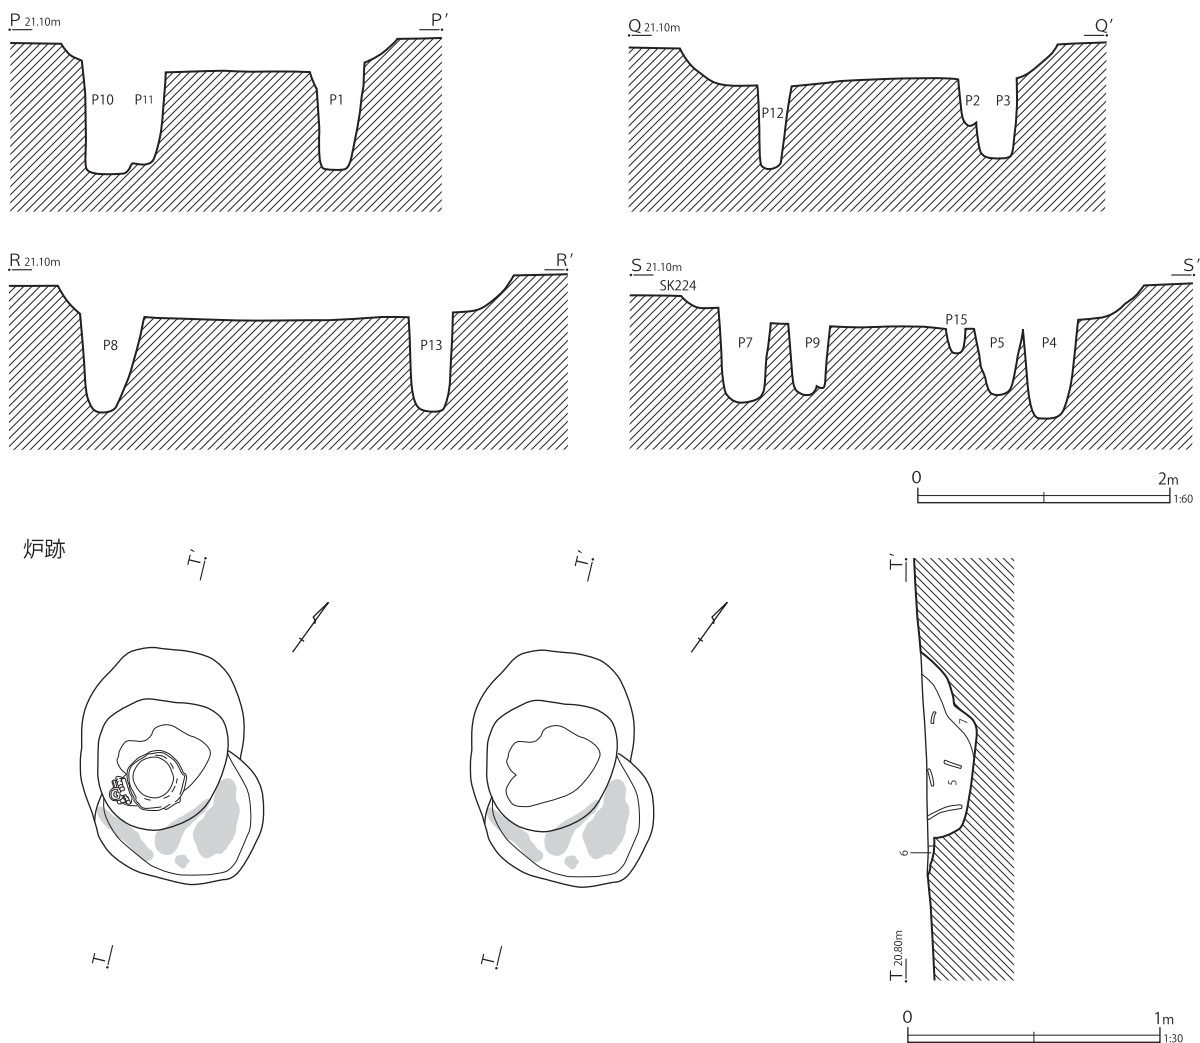 P 21.10m P′
P10 P11 P1
Q 21.10m Q′
P12 P2 P3
R 21.10m R′
P8 P13
S 21.10m S′
SK224
P15
P7 P9 P5 P4
0 2m
1:60
炉跡
T′
T
T′
T
T′
7
5
6
T 20.80m
0 1m
1:30